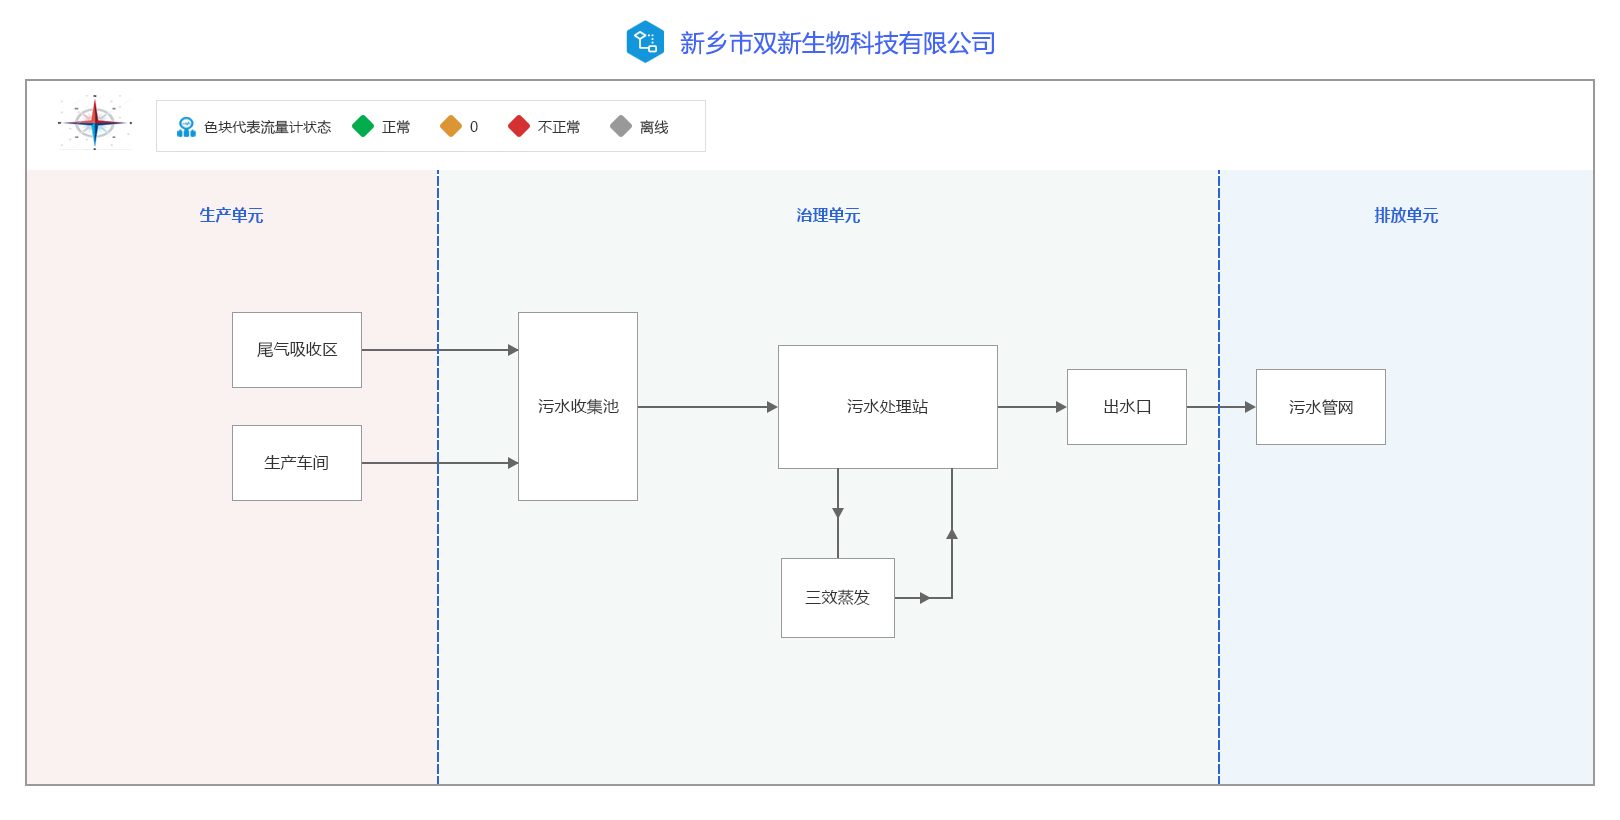 新乡市双新生物科技有限公司
色块代表流量计状态 正常 0 不正常 离线
生产单元 治理单元 排放单元
尾气吸收区
污水收集池 污水处理站 出水口 污水管网
生产车间
三效蒸发